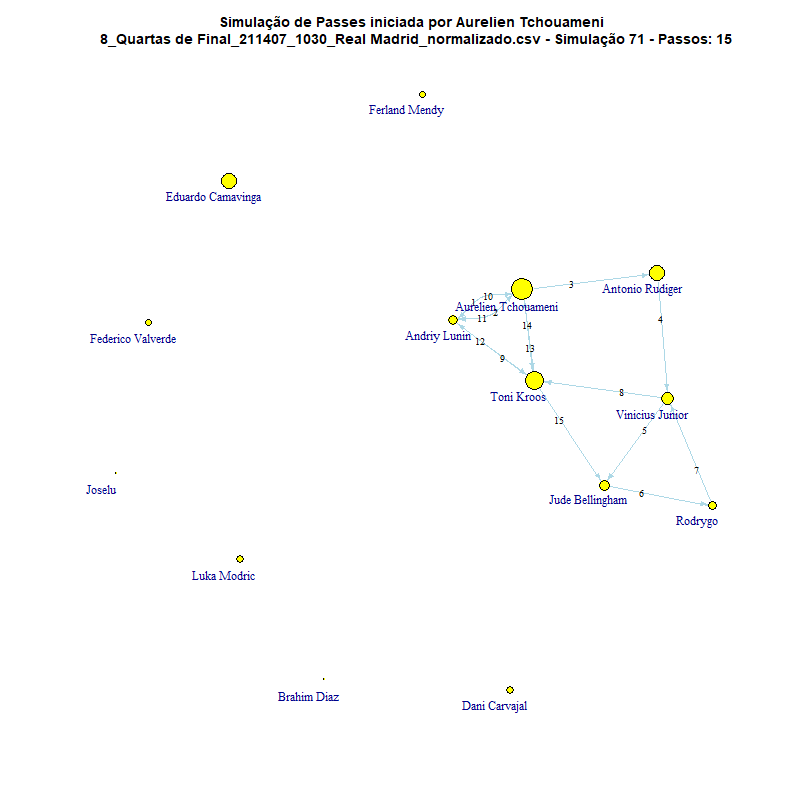 Simulação de Passes iniciada por Aurelien Tchouameni
8_Quartas de Final_211407_1030_Real Madrid_normalizado.csv - Simulação 71 - Passos: 15
Ferland Mendy
Eduardo Camavinga
3
Antonio Rudiger
1
10
2
Aurelien Tchouameni
11
14
4
Federico Valverde
Andriy Lunin
12
13
9
8
Toni Kroos
Vinicius Junior
15
5
7
Joselu
6
Jude Bellingham
Rodrygo
Luka Modric
Brahim Diaz
Dani Carvajal